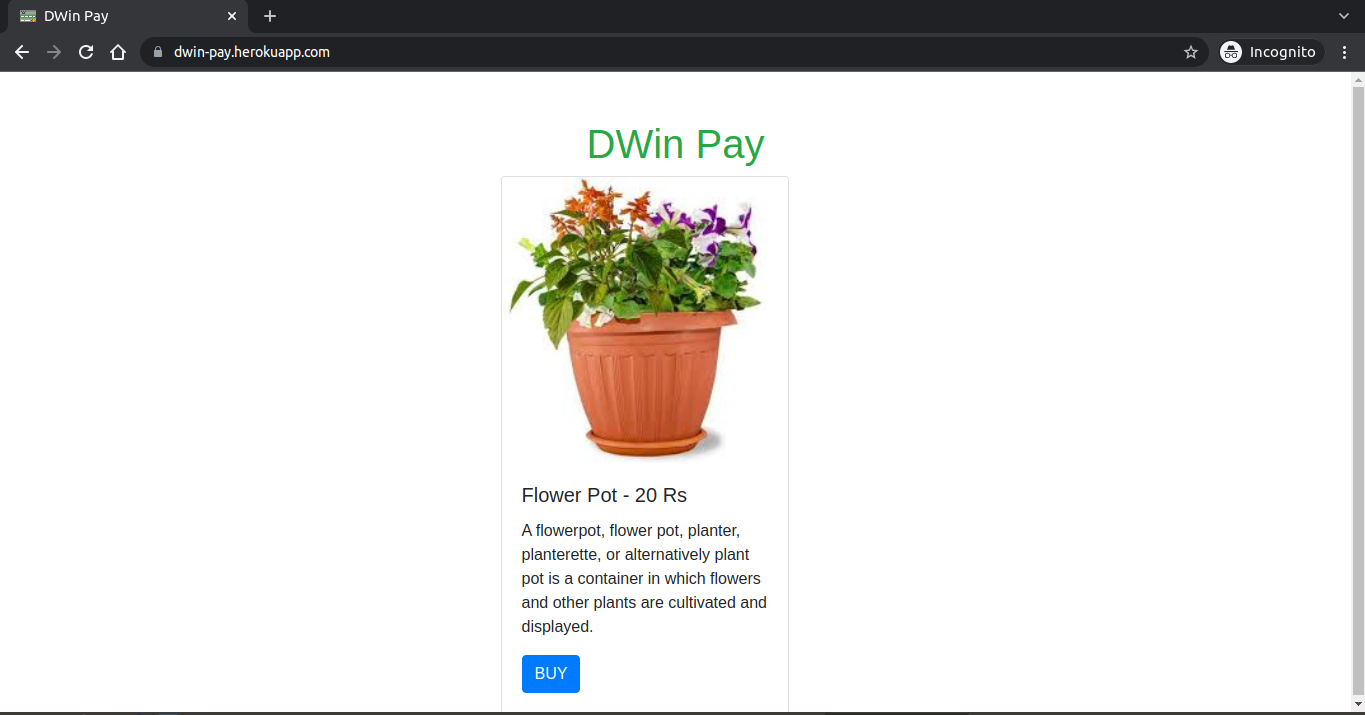 DWin Pay
dwin-pay.herokuapp.com
Incognito
DWin Pay
Flower Pot - 20 Rs
A flowerpot, flower pot, planter,
planterette, or alternatively plant
pot is a container in which flowers
and other plants are cultivated and
displayed.
BUY